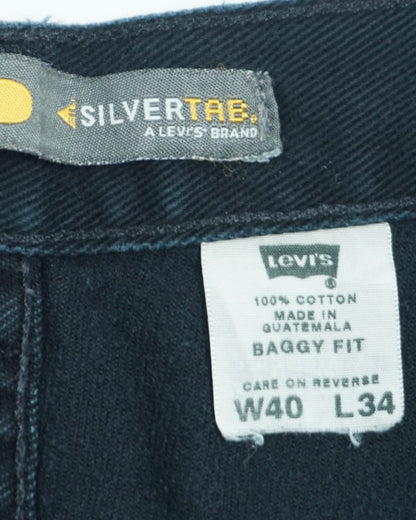 SILVERTAB.
A LEVI'S® BRAND
Levi's
®
100% COTTON
MADE IN
GUATEMALA
BAGGY FIT
CARE ON REVERSE
W40 L34